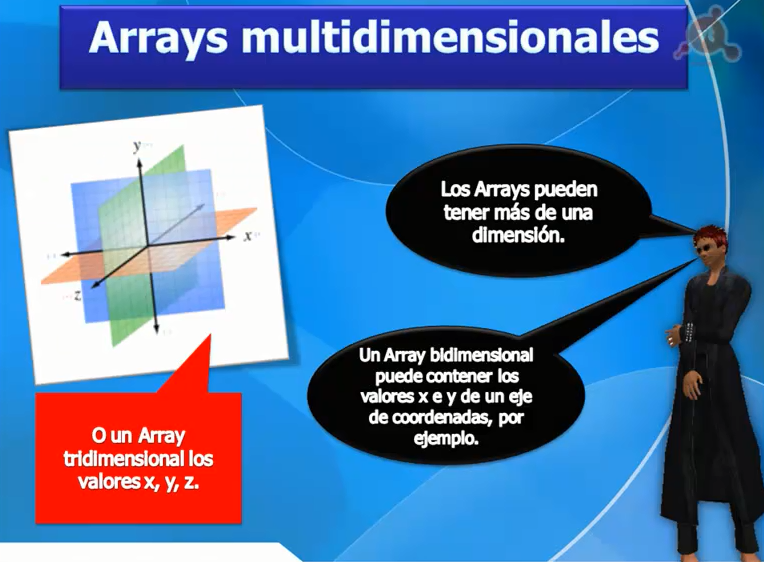 Arrays multidimensionales
y
x
z
Los Arrays pueden
tener más de una
dimensión.
Un Array bidimensional
puede contener los
valores x e y de un eje
de coordenadas, por
ejemplo.
O un Array
tridimensional los
valores x, y, z.